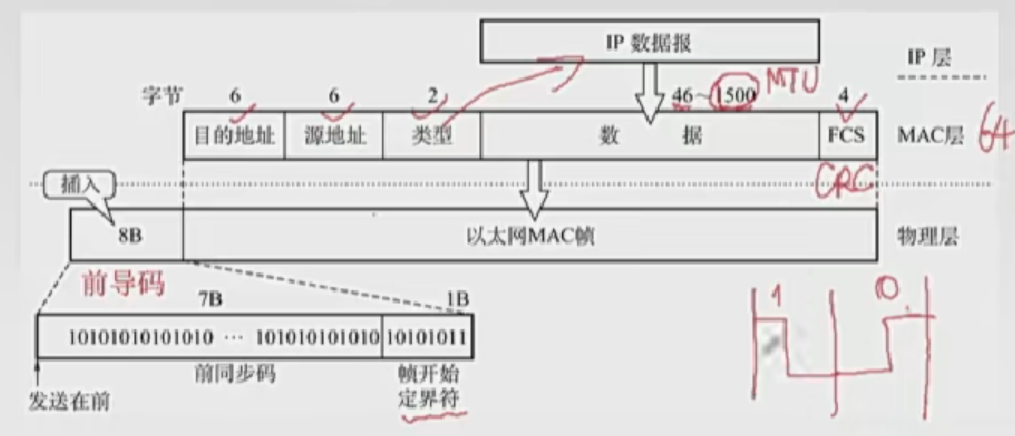 IP 数据报
IP 层
MTU
字节 6 6 2 46~1500 4
目的地址 源地址 类型 数 据 FCS MAC层 64
CRC
插入
8B 以太网MAC帧 物理层
前导码
7B 1B
1 0
10101010101010 ··· 101010101010 10101011
前同步码 帧开始
定界符
发送在前